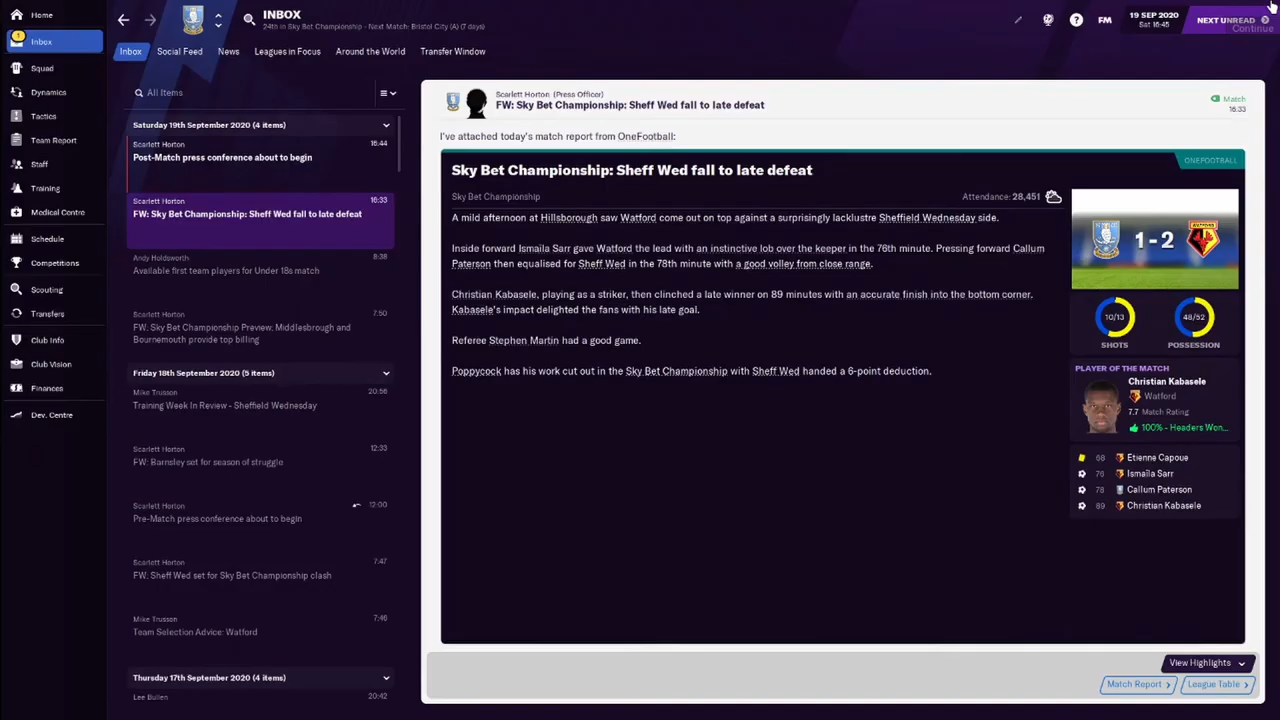 Home
INBOX
24th in Sky Bet Championship - Next Match: Bristol City (A) (7 days)
FM
19 SEP 2020
Sat 16:45
NEXT UNREAD
Continue
1
Inbox
Inbox
Social Feed
News
Leagues in Focus
Around the World
Transfer Window
Squad
Dynamics
Tactics
Team Report
Staff
Training
Medical Centre
Schedule
Competitions
Scouting
Transfers
Club Info
Club Vision
Finances
Dev. Centre
All Items
Saturday 19th September 2020 (4 items)
Scarlett Horton 16:44
Post-Match press conference about to begin
Scarlett Horton 16:33
FW: Sky Bet Championship: Sheff Wed fall to late defeat
Andy Holdsworth 8:38
Available first team players for Under 18s match
Scarlett Horton 7:50
FW: Sky Bet Championship Preview: Middlesbrough and
Bournemouth provide top billing
Friday 18th September 2020 (5 items)
Mike Trusson 20:56
Training Week In Review - Sheffield Wednesday
Scarlett Horton 12:33
FW: Barnsley set for season of struggle
Scarlett Horton 12:00
Pre-Match press conference about to begin
Scarlett Horton 7:47
FW: Sheff Wed set for Sky Bet Championship clash
Mike Trusson 7:46
Team Selection Advice: Watford
Thursday 17th September 2020 (4 items)
Lee Bullen 20:42
Scarlett Horton (Press Officer)
FW: Sky Bet Championship: Sheff Wed fall to late defeat
Match
16:33
I've attached today's match report from OneFootball:
ONEFOOTBALL
Sky Bet Championship: Sheff Wed fall to late defeat
Sky Bet Championship
Attendance: 28,451
A mild afternoon at Hillsborough saw Watford come out on top against a surprisingly lacklustre Sheffield Wednesday side.
Inside forward Ismaïla Sarr gave Watford the lead with an instinctive lob over the keeper in the 76th minute. Pressing forward Callum
Paterson then equalised for Sheff Wed in the 78th minute with a good volley from close range.
Christian Kabasele, playing as a striker, then clinched a late winner on 89 minutes with an accurate finish into the bottom corner.
Kabasele's impact delighted the fans with his late goal.
Referee Stephen Martin had a good game.
Poppycock has his work cut out in the Sky Bet Championship with Sheff Wed handed a 6-point deduction.
1 - 2
10/13
SHOTS
48/52
POSSESSION
PLAYER OF THE MATCH
Christian Kabasele
Watford
7.7 Match Rating
100% - Headers Won...
68 Etienne Capoue
76 Ismaïla Sarr
78 Callum Paterson
89 Christian Kabasele
View Highlights
Match Report
League Table